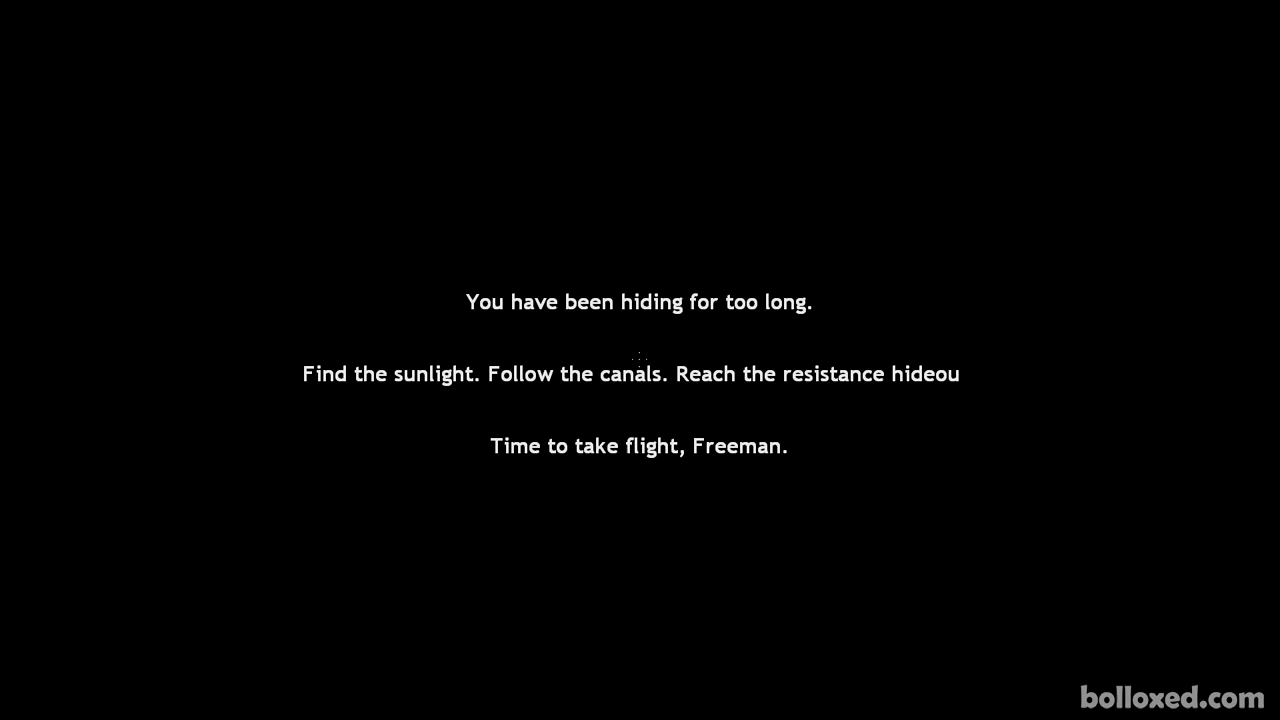 You have been hiding for too long.
Find the sunlight. Follow the canals. Reach the resistance hideou
Time to take flight, Freeman.
bolloxed.com